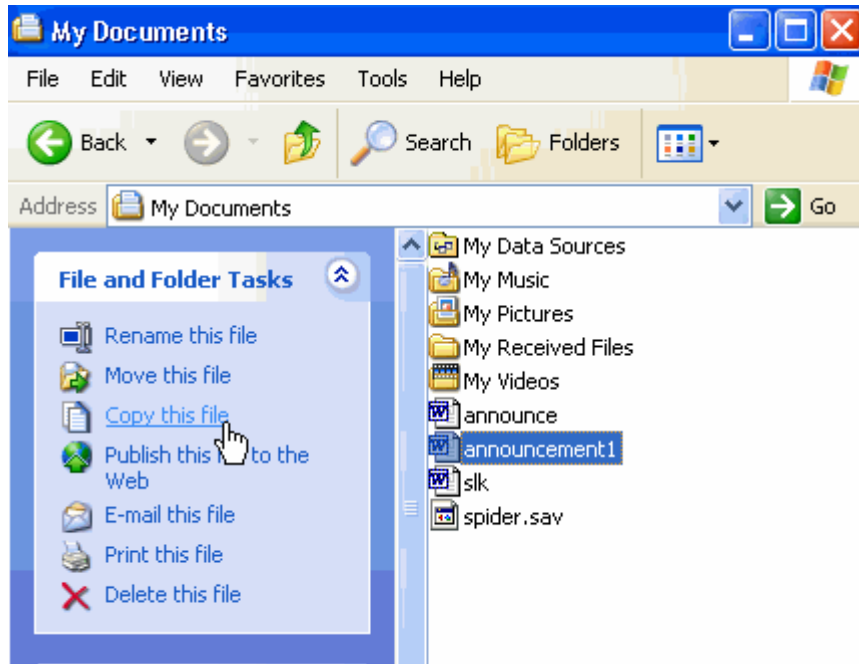 My Documents
File Edit View Favorites Tools Help
Back Search Folders
Address My Documents Go
File and Folder Tasks
Rename this file
Move this file
Copy this file
Publish this to the
Web
E-mail this file
Print this file
Delete this file
My Data Sources
My Music
My Pictures
My Received Files
My Videos
announce
announcement1
slk
spider.sav